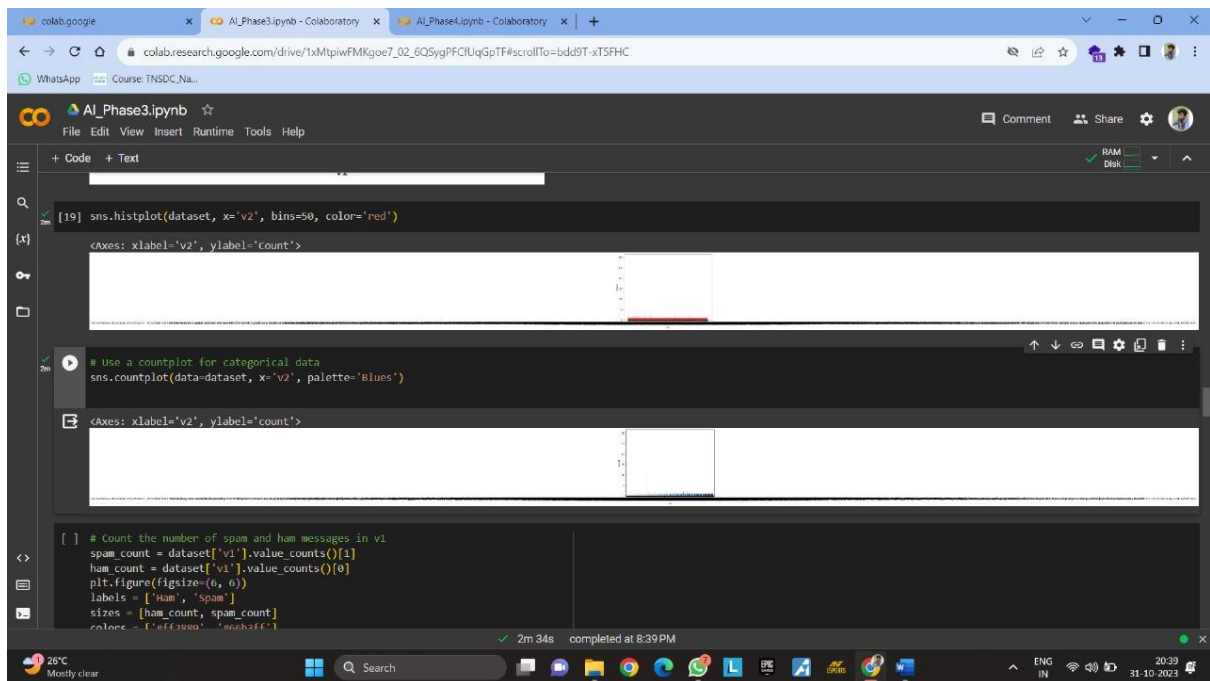 colab.google
AI_Phase3.ipynb - Colaboratory
AI_Phase4.ipynb - Colaboratory
colab.research.google.com/drive/1xMtpiwFMKgoe7_02_6QSygPFCfUqGpTF#scrollTo=bdd9T-xT5FHC
13
WhatsApp
Course: TNSDC_Na...
CO
AI_Phase3.ipynb
Comment
Share
File Edit View Insert Runtime Tools Help
+ Code + Text
RAM
Disk
2m
[19] sns.histplot(dataset, x='v2', bins=50, color='red')
{x}
<Axes: xlabel='v2', ylabel='Count'>
2m
# Use a countplot for categorical data
sns.countplot(data=dataset, x='v2', palette='Blues')
<Axes: xlabel='v2', ylabel='count'>
[ ] # Count the number of spam and ham messages in v1
spam_count = dataset['v1'].value_counts()[1]
ham_count = dataset['v1'].value_counts()[0]
plt.figure(figsize=(6, 6))
labels = ['Ham', 'Spam']
sizes = [ham_count, spam_count]
2m 34s completed at 8:39 PM
26°C
Mostly clear
Search
L
EPIC
ENG
IN
20:39
31-10-2023